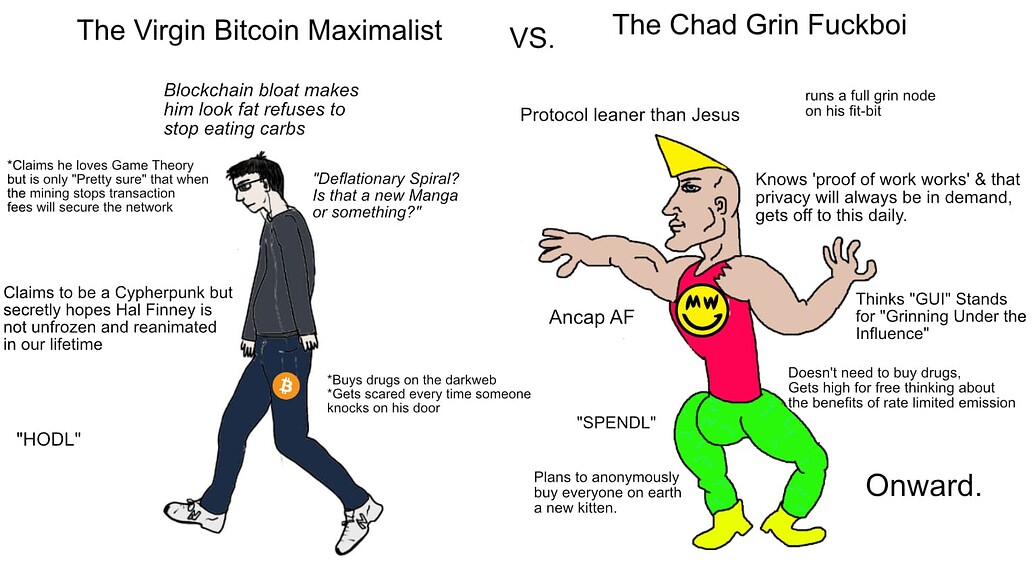 The Virgin Bitcoin Maximalist
VS.
The Chad Grin Fuckboi
Blockchain bloat makes
him look fat refuses to
stop eating carbs
*Claims he loves Game Theory
but is only "Pretty sure" that when
the mining stops transaction
fees will secure the network
"Deflationary Spiral?
Is that a new Manga
or something?"
Claims to be a Cypherpunk but
secretly hopes Hal Finney is
not unfrozen and reanimated
in our lifetime
*Buys drugs on the darkweb
*Gets scared every time someone
knocks on his door
"HODL"
Protocol leaner than Jesus
runs a full grin node
on his fit-bit
Knows 'proof of work works' & that
privacy will always be in demand,
gets off to this daily.
MW
Ancap AF
Thinks "GUI" Stands
for "Grinning Under the
Influence"
Doesn't need to buy drugs,
Gets high for free thinking about
the benefits of rate limited emission
"SPENDL"
Plans to anonymously
buy everyone on earth
a new kitten.
Onward.